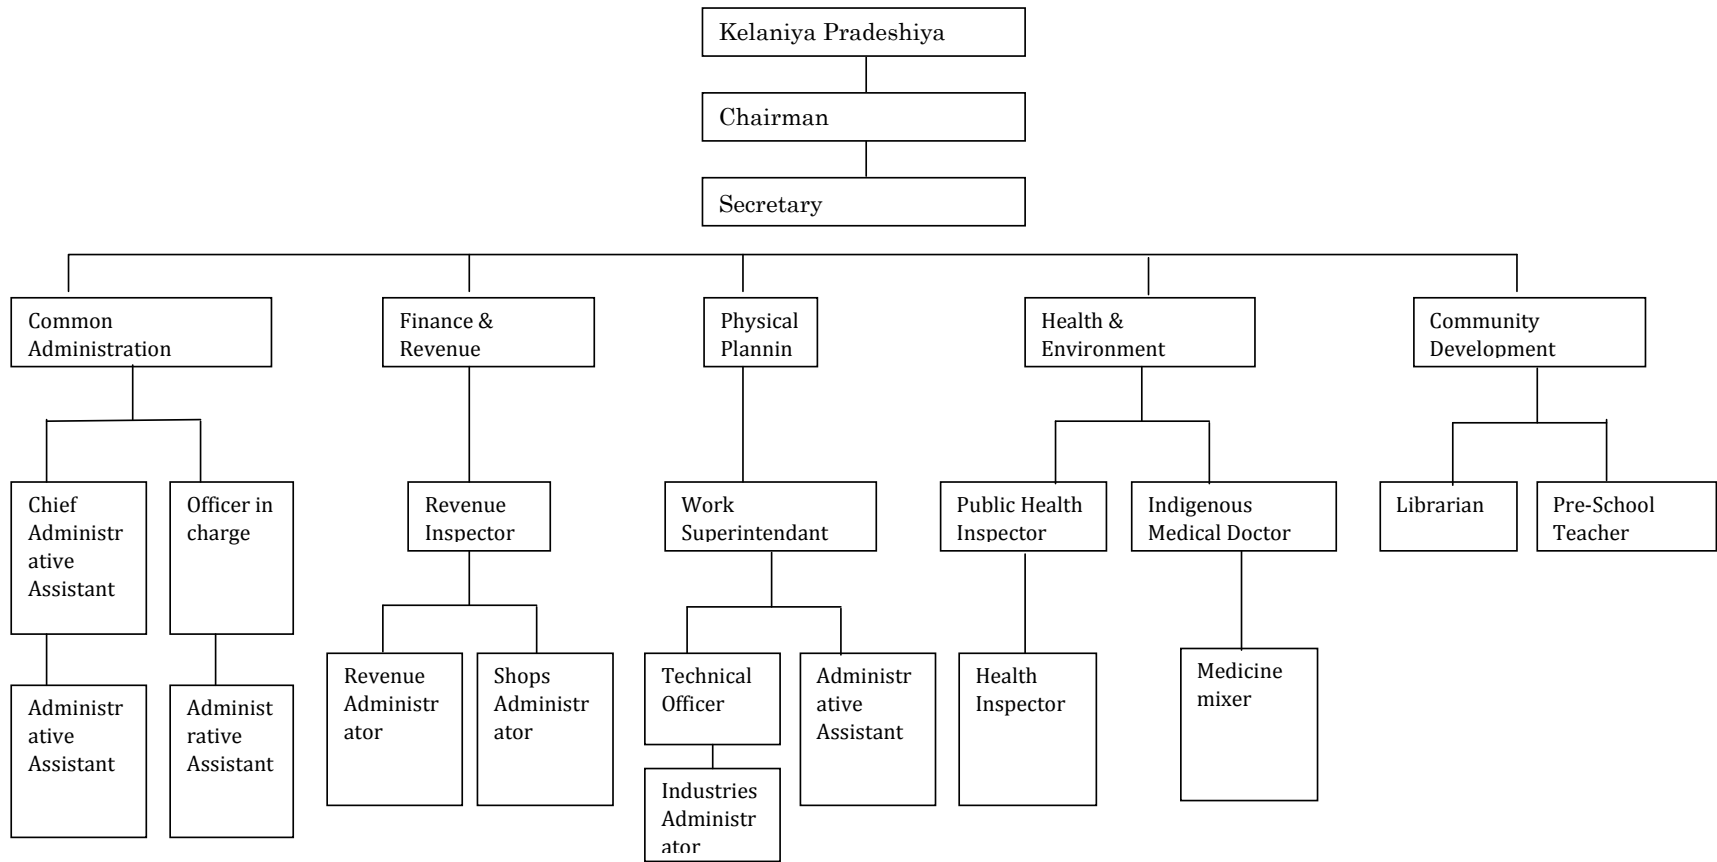 Kelaniya Pradeshiya
Chairman
Secretary
Common
Administration
Finance &
Revenue
Physical
Plannin
Health &
Environment
Community
Development
Chief
Administr
ative
Assistant
Officer in
charge
Revenue
Inspector
Work
Superintendant
Public Health
Inspector
Indigenous
Medical Doctor
Librarian
Pre-School
Teacher
Administr
ative
Assistant
Administ
rative
Assistant
Revenue
Administr
ator
Shops
Administr
ator
Technical
Officer
Administr
ative
Assistant
Health
Inspector
Medicine
mixer
Industries
Administr
ator